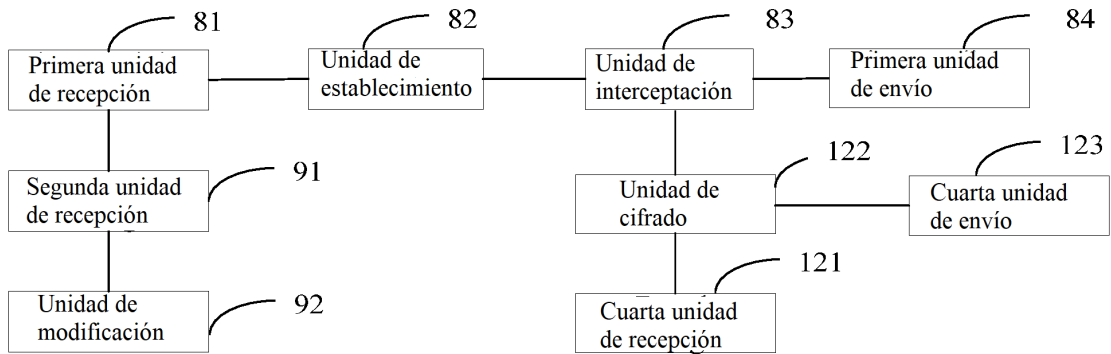 81
82
83
84
Primera unidad
de recepción
Unidad de
establecimiento
Unidad de
interceptación
Primera unidad
de envío
91
122
123
Segunda unidad
de recepción
Unidad de
cifrado
Cuarta unidad
de envío
92
121
Unidad de
modificación
Cuarta unidad
de recepción